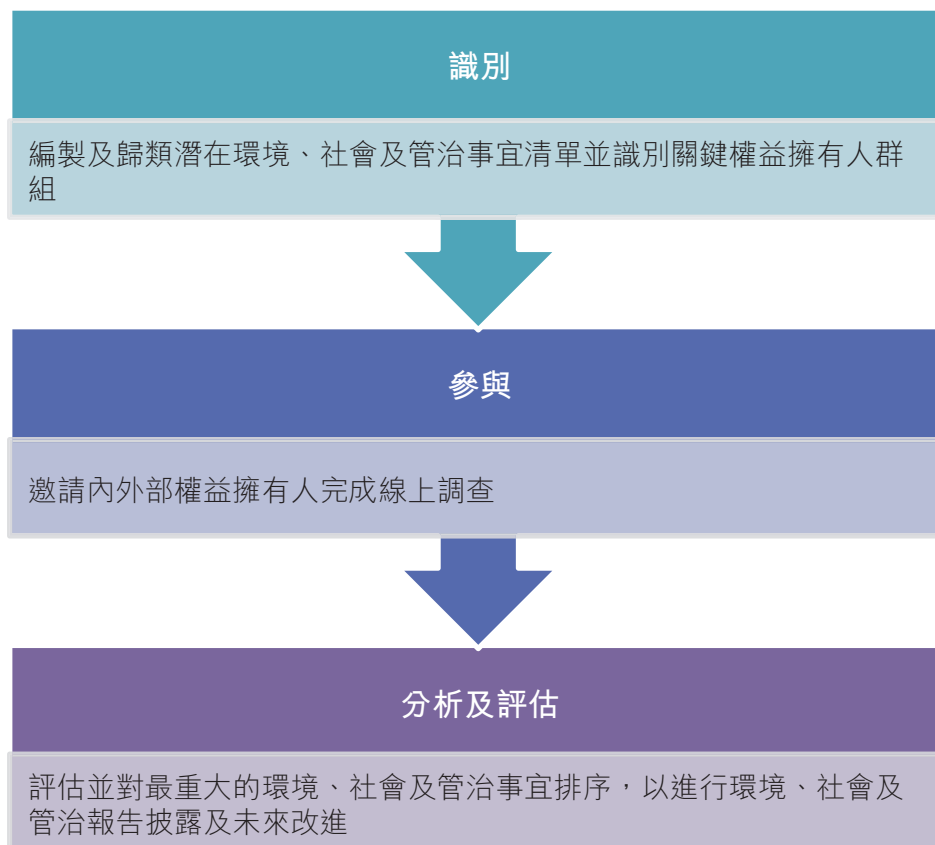 識別
編製及歸類潛在環境、社會及管治事宜清單並識別關鍵權益擁有人群
組
參與
邀請內外部權益擁有人完成線上調查
分析及評估
評估並對最重大的環境、社會及管治事宜排序，以進行環境、社會及
管治報告披露及未來改進